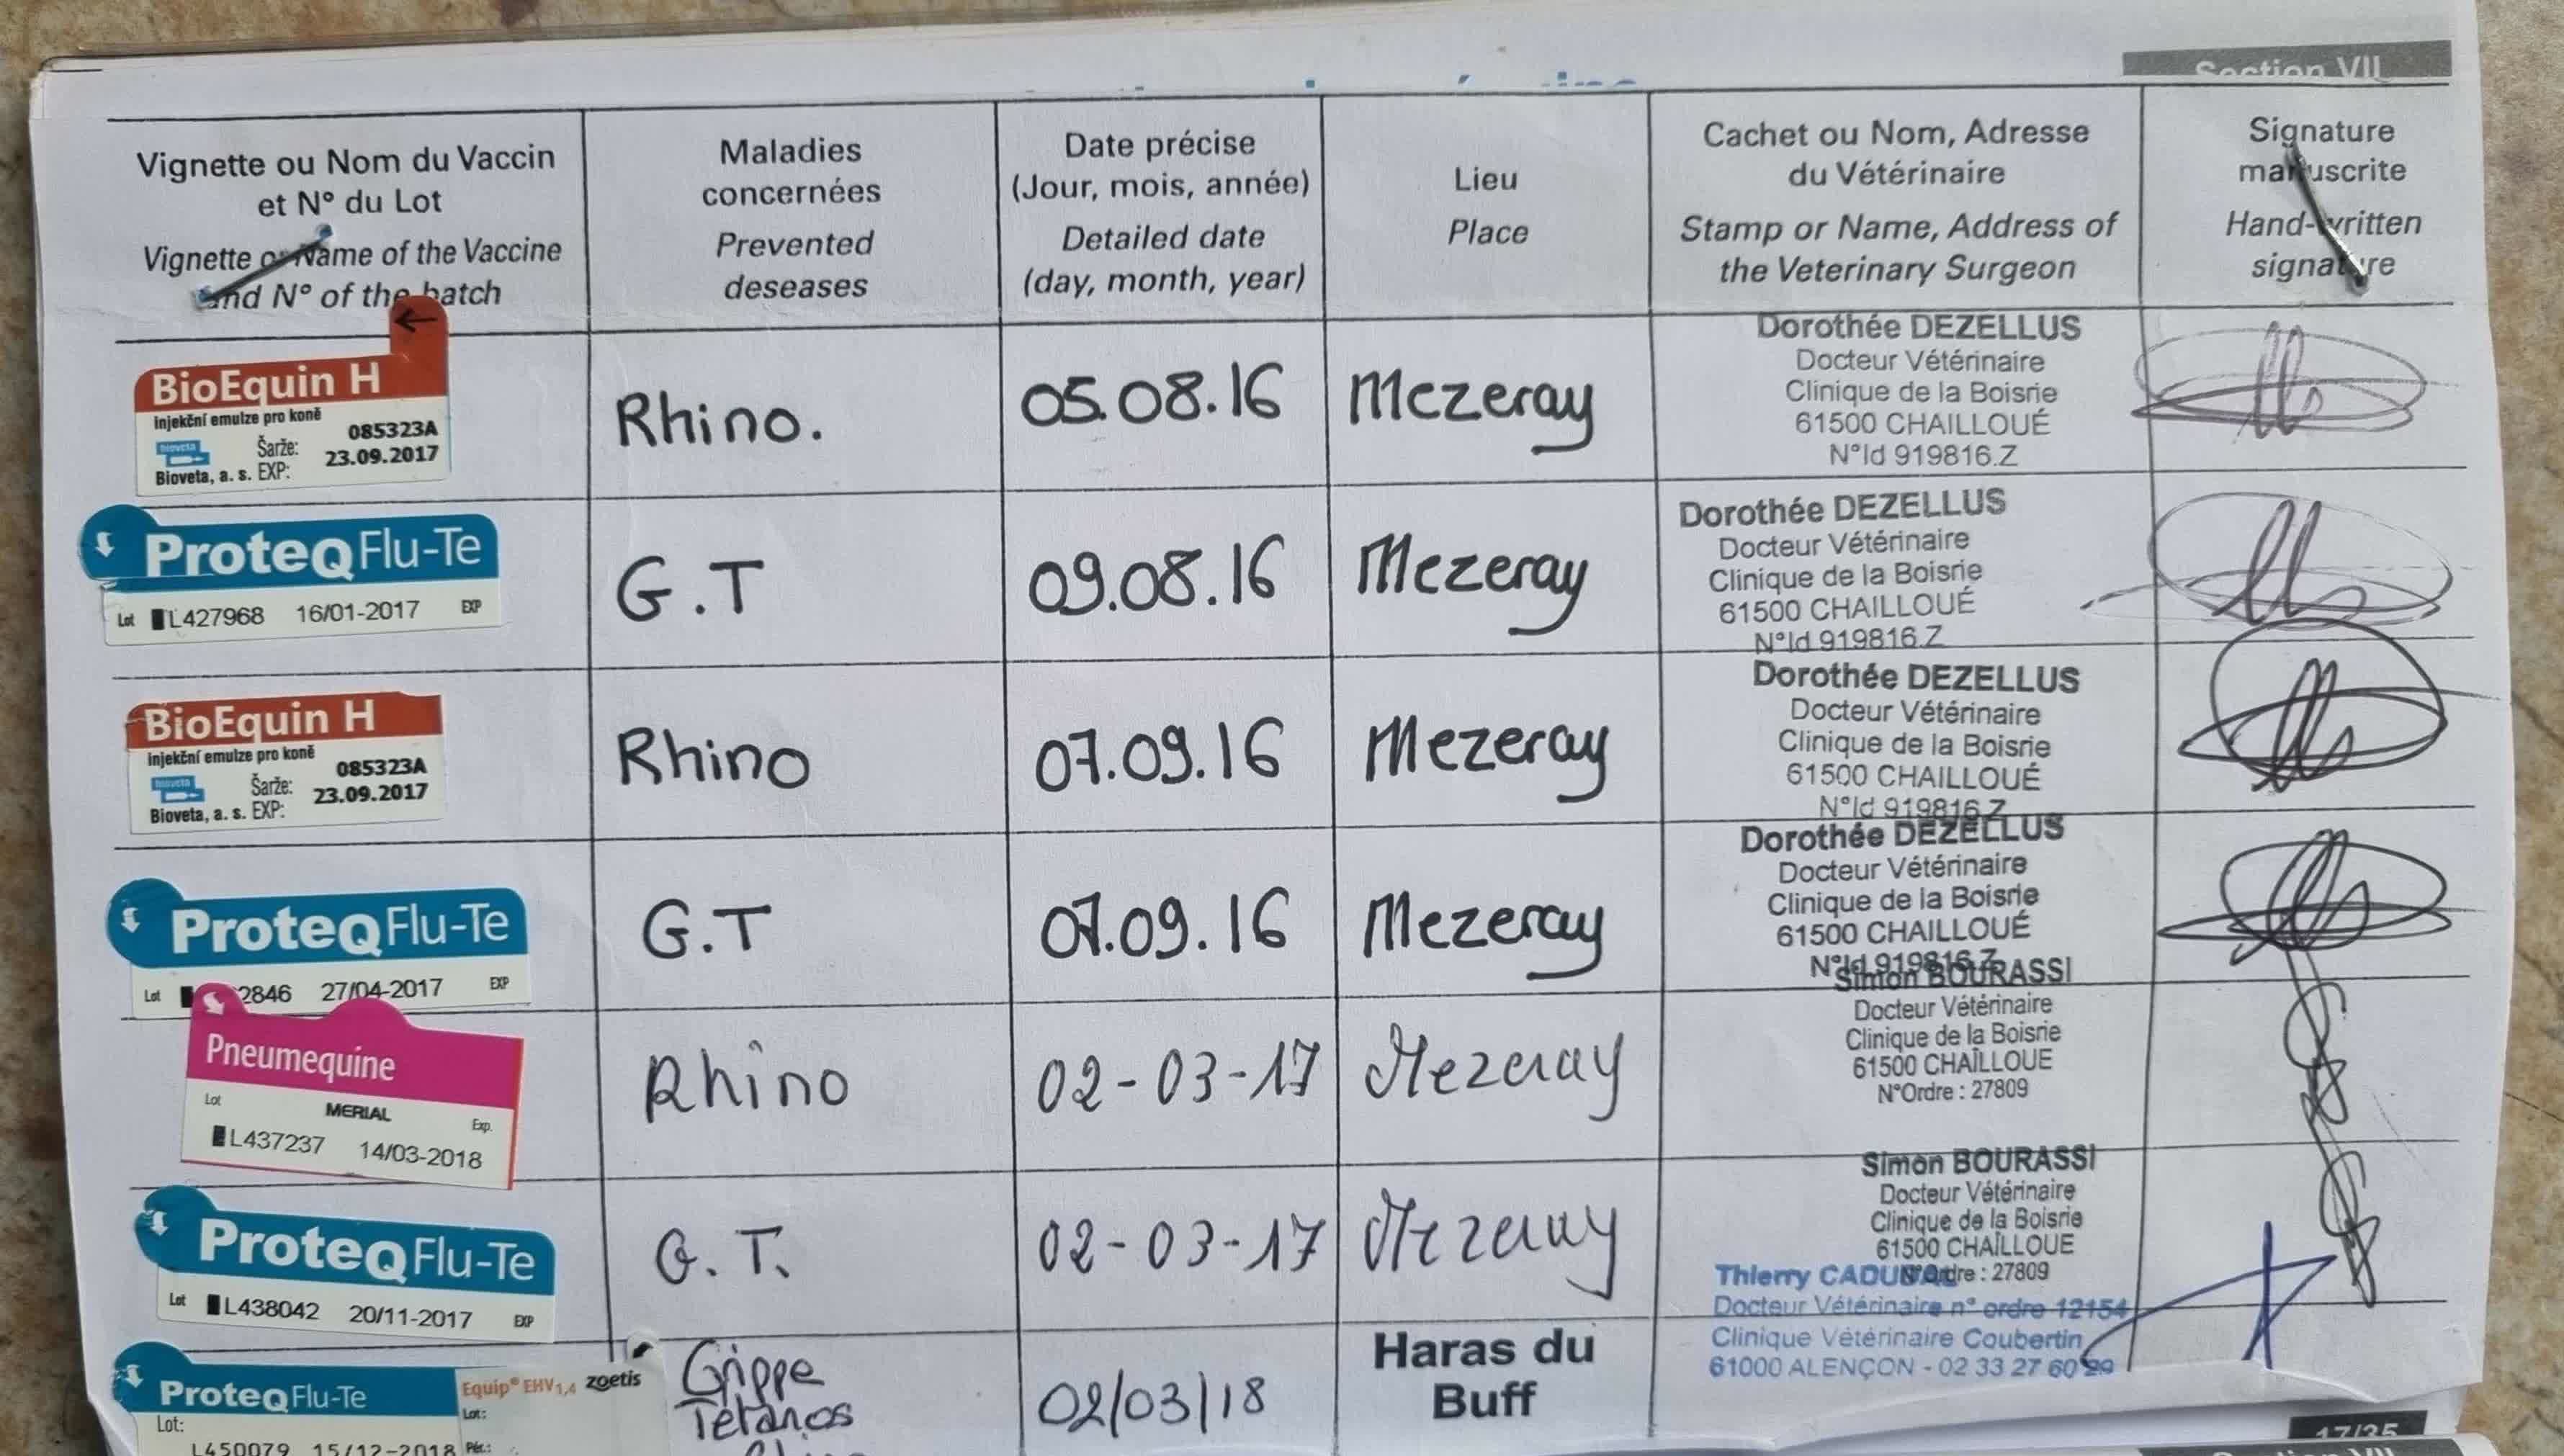 Section VII
Vignette ou Nom du Vaccin
et N° du Lot
Vignette or Name of the Vaccine
and N° of the batch
Maladies
concernées
Prevented
deseases
Date précise
(Jour, mois, année)
Detailed date
(day, month, year)
Lieu
Place
Cachet ou Nom, Adresse
du Vétérinaire
Stamp or Name, Address of
the Veterinary Surgeon
Signature
manuscrite
Hand-written
signature
BioEquin H
injekční emulze pro koně
bioveta
Šarže: 085323A
Bioveta, a. s. EXP: 23.09.2017
Rhino.
05.08.16
Mezeray
Dorothée DEZELLUS
Docteur Vétérinaire
Clinique de la Boisrie
61500 CHAILLOUÉ
N°Id 919816.Z
ProteqFlu-Te
Lot L427968 16/01-2017 EXP
G.T
09.08.16
Mezeray
Dorothée DEZELLUS
Docteur Vétérinaire
Clinique de la Boisrie
61500 CHAILLOUÉ
N°Id 919816.Z
BioEquin H
injekční emulze pro koně
bioveta
Šarže: 085323A
Bioveta, a. s. EXP: 23.09.2017
Rhino
07.09.16
Mezeray
Dorothée DEZELLUS
Docteur Vétérinaire
Clinique de la Boisrie
61500 CHAILLOUÉ
N°Id 919816.Z
ProteqFlu-Te
Lot 2846 27/04-2017 EXP
G.T
07.09.16
Mezeray
Dorothée DEZELLUS
Docteur Vétérinaire
Clinique de la Boisrie
61500 CHAILLOUÉ
N°Id 919816.Z
Pneumequine
Lot MERIAL Exp.
L437237 14/03-2018
Rhino
02-03-17
Mezeray
Simon BOURASSI
Docteur Vétérinaire
Clinique de la Boisrie
61500 CHAILLOUE
N°Ordre : 27809
ProteqFlu-Te
Lot L438042 20/11-2017 EXP
G.T.
02-03-17
Mezeray
Simon BOURASSI
Docteur Vétérinaire
Clinique de la Boisrie
61500 CHAILLOUE
N°Ordre : 27809
ProteqFlu-Te
Lot:
L450079 15/12-2018
Equip® EHV1,4 zoetis
Lot:
Pér.:
Grippe
Tétanos
02/03/18
Haras du
Buff
Thierry
Docteur Vétérinaire n° ordre 12154
Clinique Vétérinaire Coubertin
61000 ALENÇON - 02 33 27 60
17/35